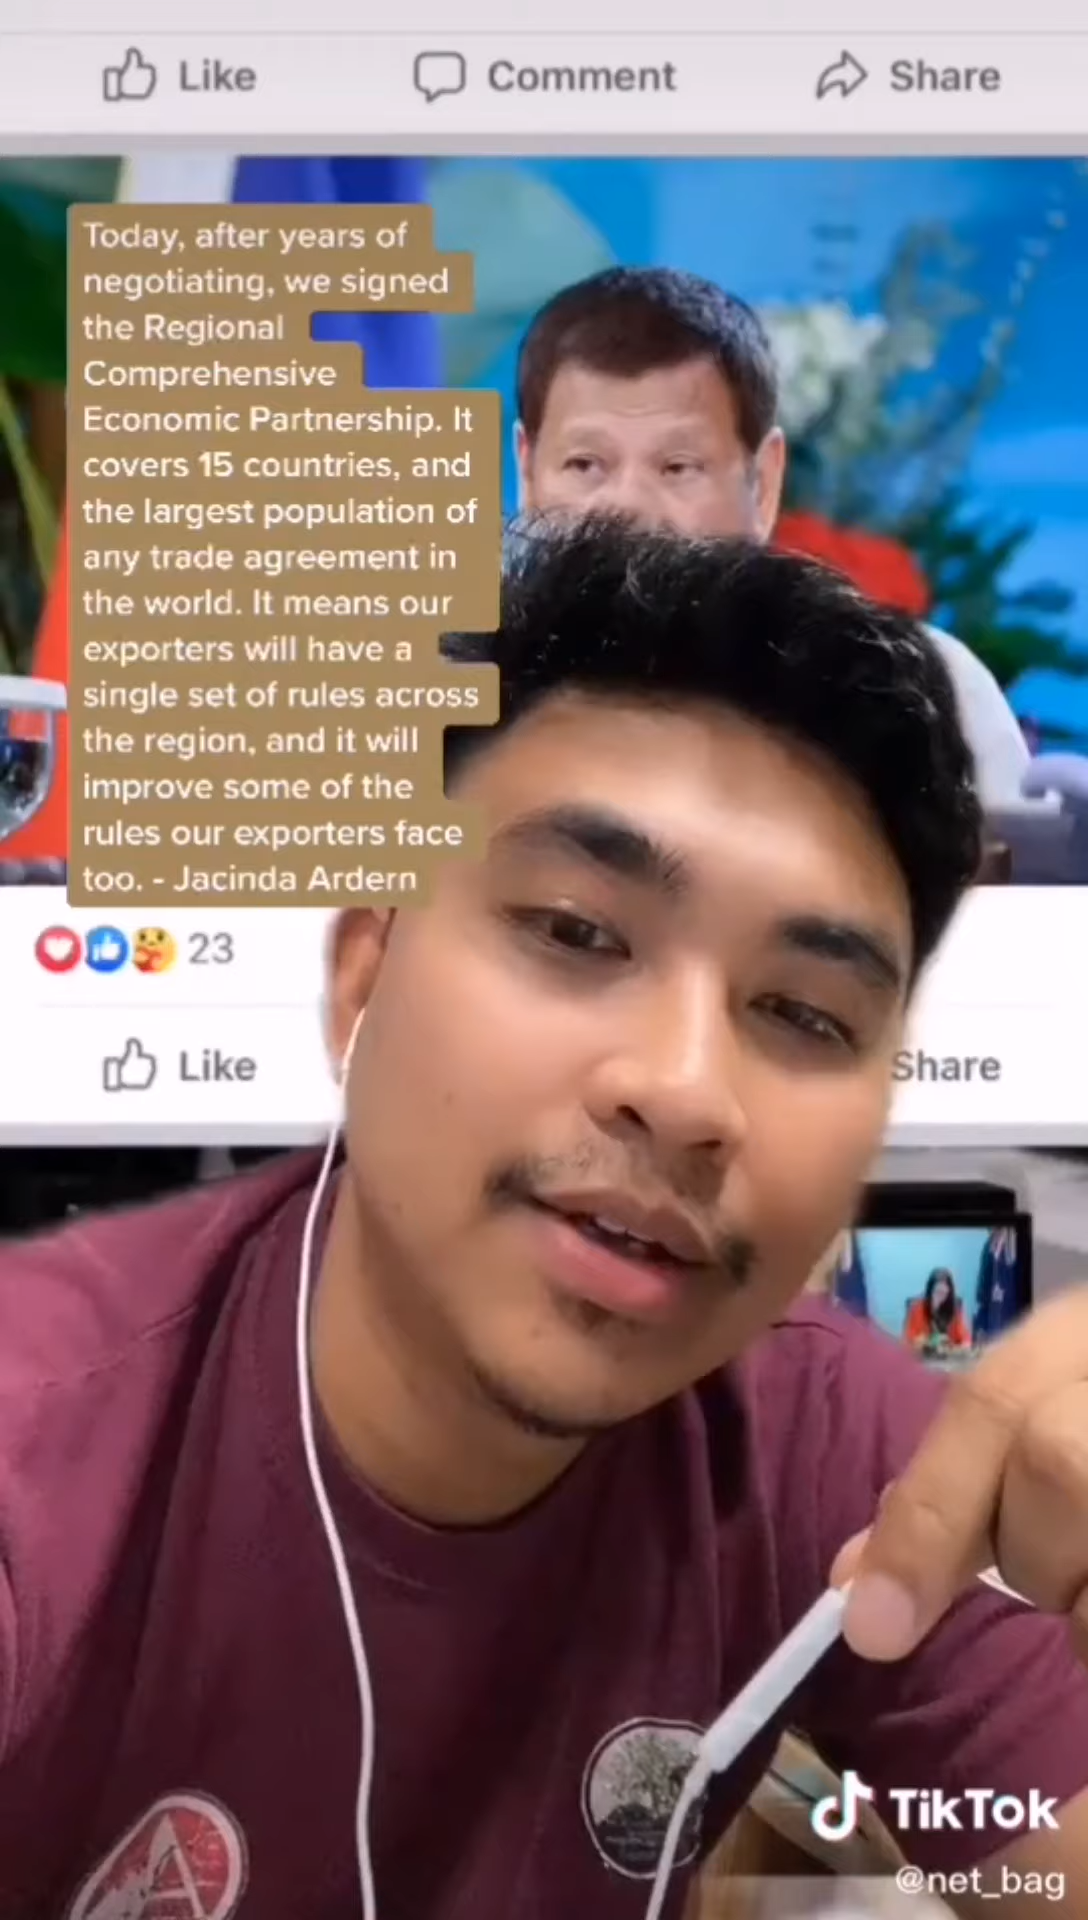 Like Comment Share
Today, after years of
negotiating, we signed
the Regional
Comprehensive
Economic Partnership. It
covers 15 countries, and
the largest population of
any trade agreement in
the world. It means our
exporters will have a
single set of rules across
the region, and it will
improve some of the
rules our exporters face
too. - Jacinda Ardern
23
Like Share
TikTok
@net_bag